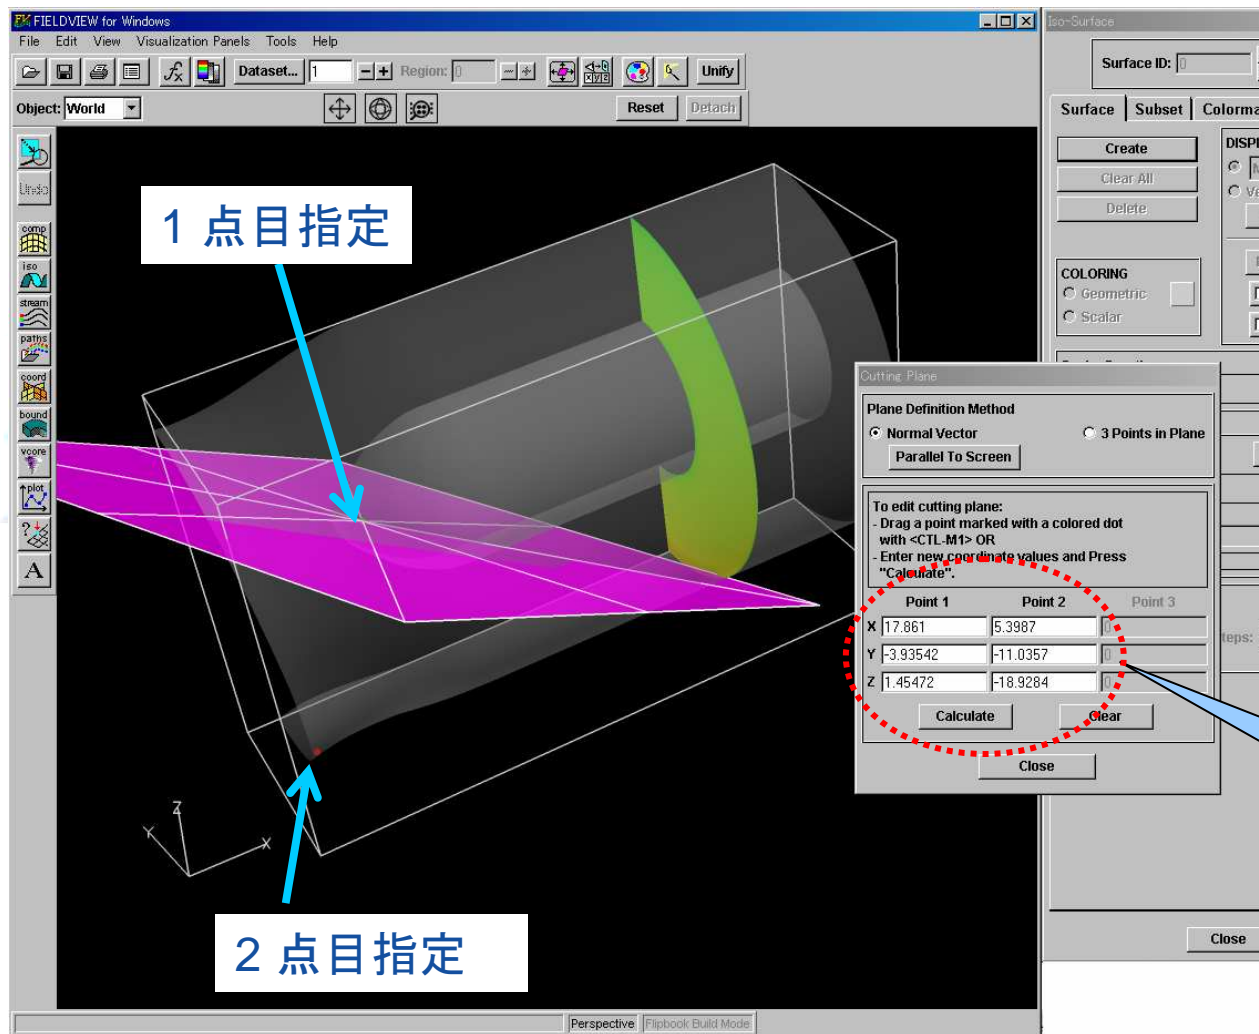 FIELDVIEW for Windows
File Edit View Visualization Panels Tools Help
Dataset... 1 Region: 0 Unify
Object: World Reset Detach
Undo
comp
iso
stream
paths
coord
bound
vcore
plot
A
1 点目指定
2 点目指定
Z
Y
X
Perspective Flipbook Build Mode
Iso-Surface
Surface ID: 0
Surface Subset Colorma
Create
Clear All
Delete
DISPL
COLORING
Geometric
Scalar
Cutting Plane
Plane Definition Method
Normal Vector 3 Points in Plane
Parallel To Screen
To edit cutting plane:
- Drag a point marked with a colored dot
with <CTL-M1> OR
- Enter new coordinate values and Press
"Calculate".
Point 1 Point 2 Point 3
X 17.861 5.3987 0
Y -3.93542 -11.0357 0
Z 1.45472 -18.9284 0
Calculate Clear
Close
teps:
Close